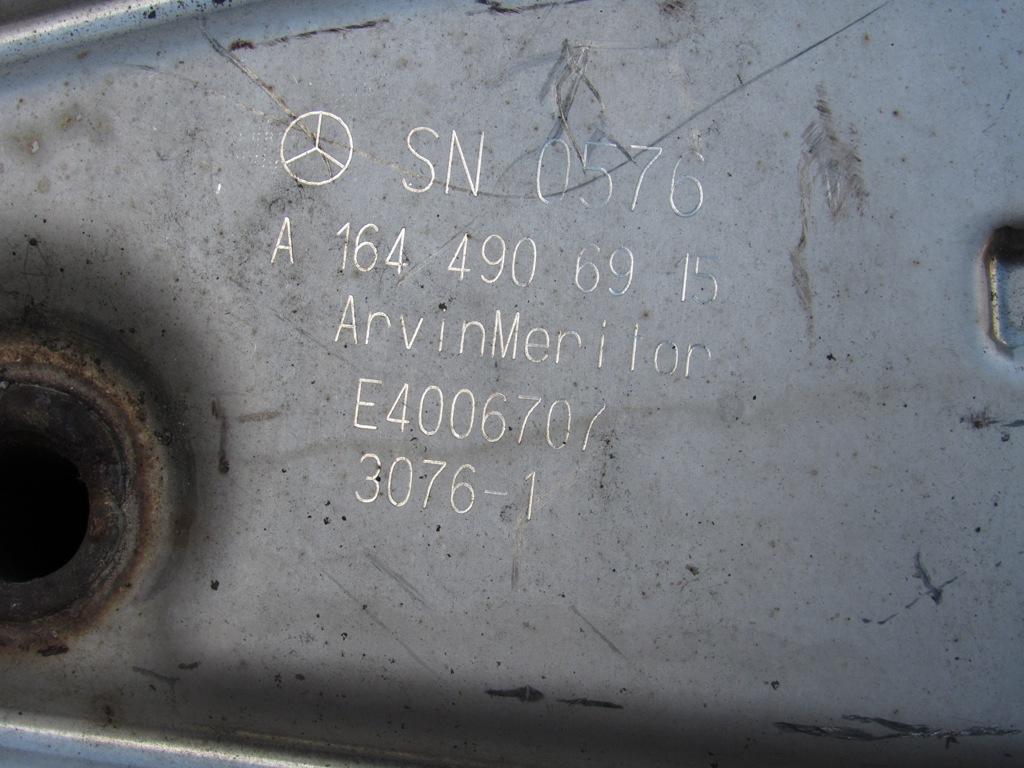 SN 0576
A 164 490 69 15
ArvinMeritor
E4006707
3076-1